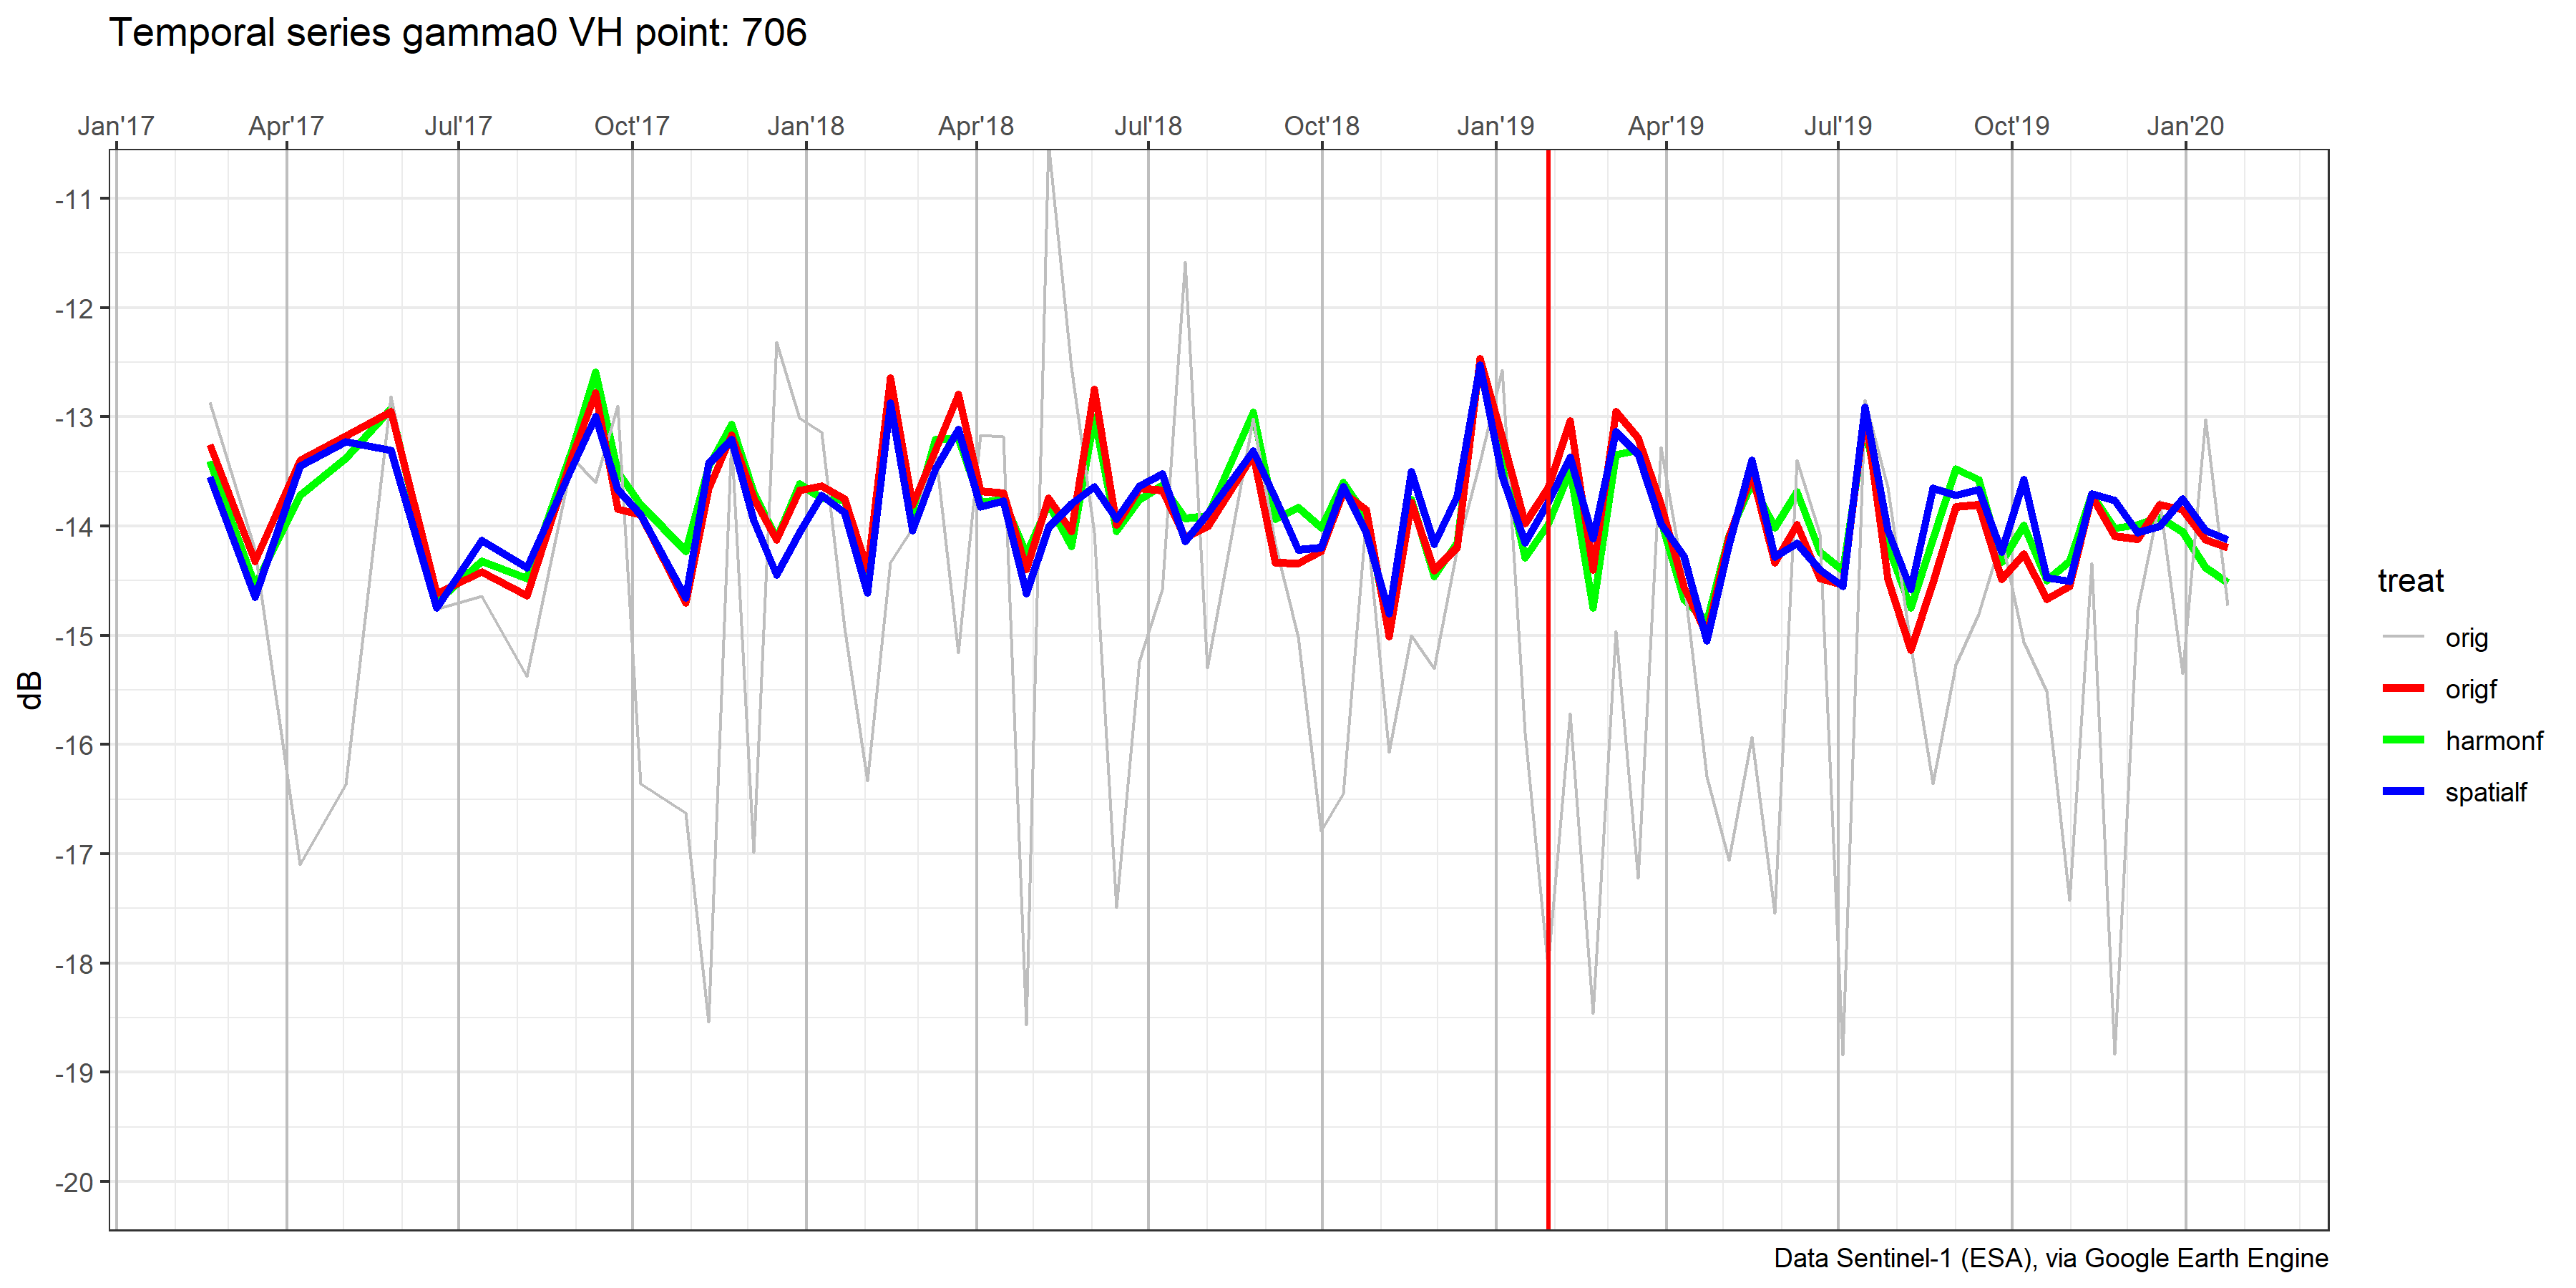 Temporal series gamma0 VH point: 706
Jan'17 Apr'17 Jul'17 Oct'17 Jan'18 Apr'18 Jul'18 Oct'18 Jan'19 Apr'19 Jul'19 Oct'19 Jan'20
-11
-12
-13
-14
-15
-16
-17
-18
-19
-20
dB
treat
orig
origf
harmonf
spatialf
Data Sentinel-1 (ESA), via Google Earth Engine